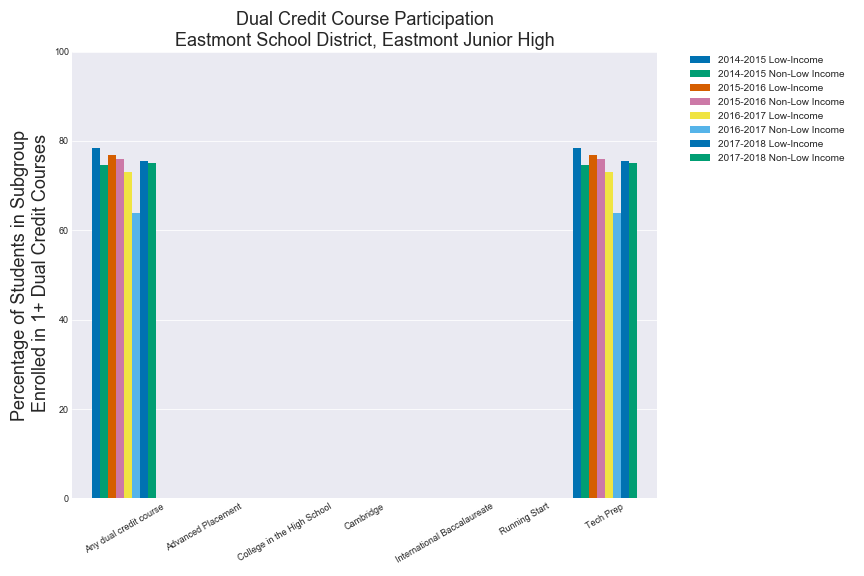 Dual Credit Course Participation
Eastmont School District, Eastmont Junior High
Percentage of Students in Subgroup
Enrolled in 1+ Dual Credit Courses
100
80
60
40
20
0
Any dual credit course
Advanced Placement
College in the High School
Cambridge
International Baccalaureate
Running Start
Tech Prep
2014-2015 Low-Income
2014-2015 Non-Low Income
2015-2016 Low-Income
2015-2016 Non-Low Income
2016-2017 Low-Income
2016-2017 Non-Low Income
2017-2018 Low-Income
2017-2018 Non-Low Income